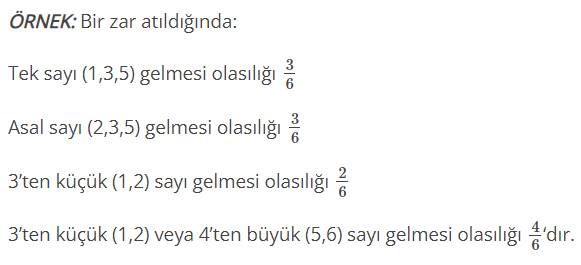 ÖRNEK: Bir zar atıldığında:
Tek sayı (1,3,5) gelmesi olasılığı 3/6
Asal sayı (2,3,5) gelmesi olasılığı 3/6
3’ten küçük (1,2) sayı gelmesi olasılığı 2/6
3’ten küçük (1,2) veya 4’ten büyük (5,6) sayı gelmesi olasılığı 4/6‘dır.